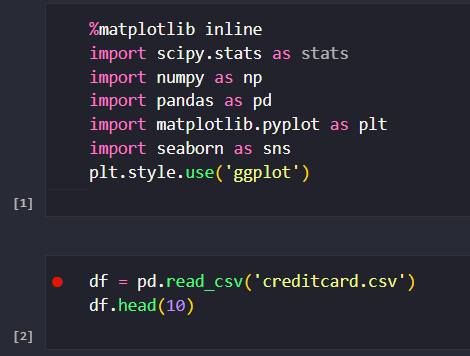 %matplotlib inline
import scipy.stats as stats
import numpy as np
import pandas as pd
import matplotlib.pyplot as plt
import seaborn as sns
plt.style.use('ggplot')
[1]
df = pd.read_csv('creditcard.csv')
df.head(10)
[2]